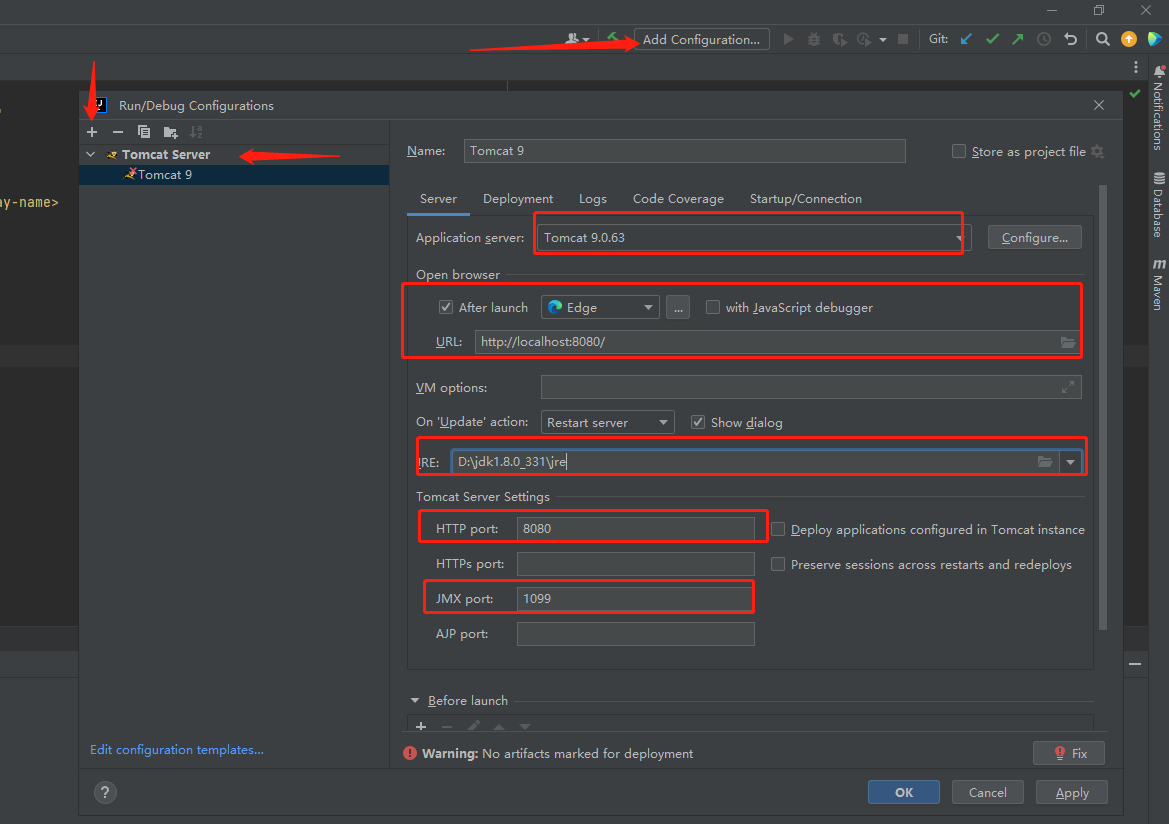 Add Configuration...
Git:
Run/Debug Configurations
Notifications
Database
Maven
ay-name>
Tomcat Server
Tomcat 9
Name:
Tomcat 9
Store as project file
Server
Deployment
Logs
Code Coverage
Startup/Connection
Application server:
Tomcat 9.0.63
Configure...
Open browser
After launch
Edge
...
with JavaScript debugger
URL:
http://localhost:8080/
VM options:
On 'Update' action:
Restart server
Show dialog
JRE:
D:\jdk1.8.0_331\jre
Tomcat Server Settings
HTTP port:
8080
Deploy applications configured in Tomcat instance
HTTPs port:
Preserve sessions across restarts and redeploys
JMX port:
1099
AJP port:
Before launch
Edit configuration templates...
Warning: No artifacts marked for deployment
Fix
?
OK
Cancel
Apply